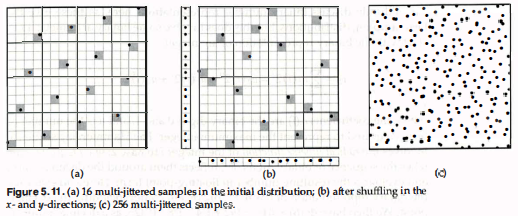 (a)
(b)
(c)
Figure 5.11. (a) 16 multi-jittered samples in the initial distribution; (b) after shuffling in the
x- and y-directions; (c) 256 multi-jittered samples.